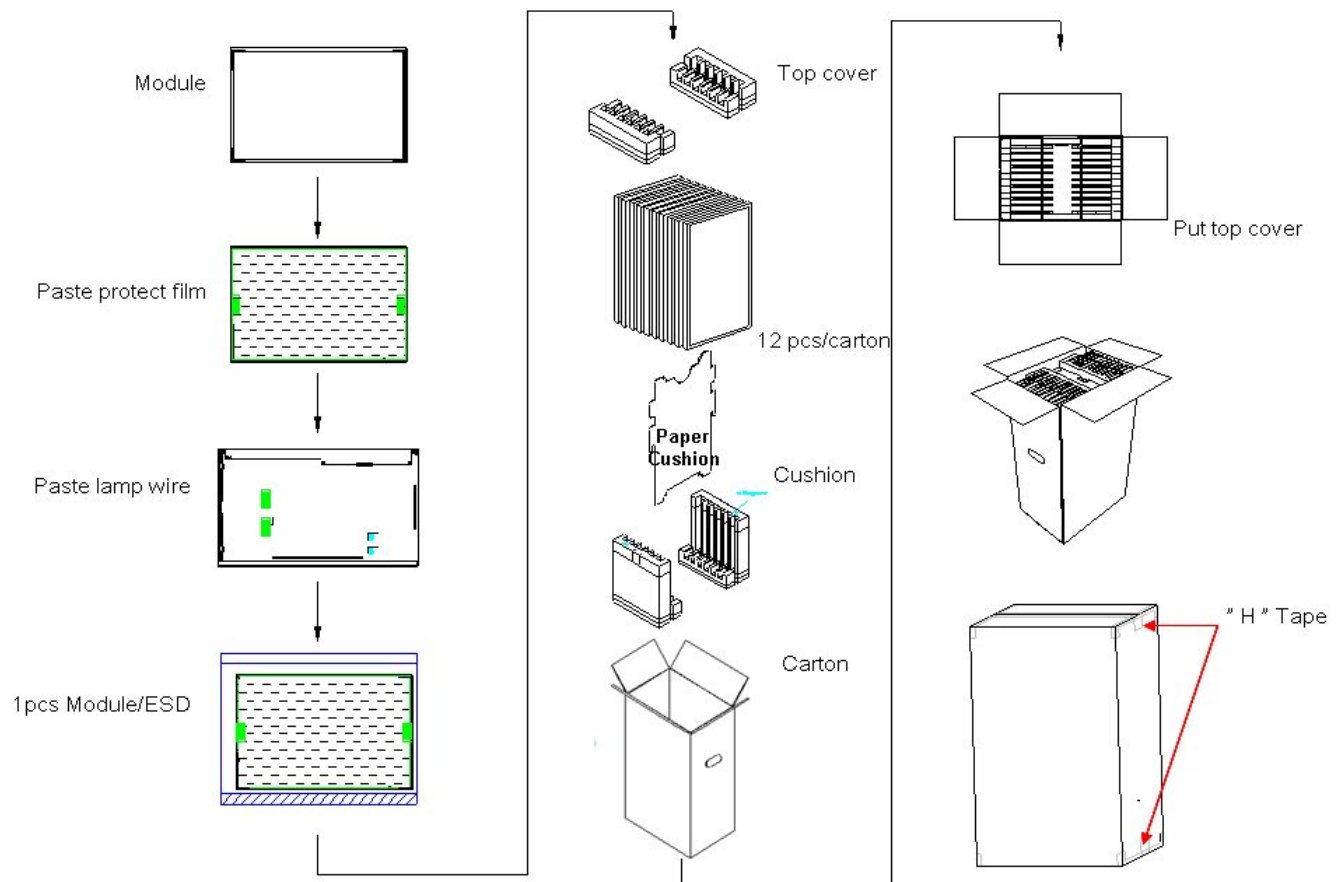 Module
Paste protect film
Paste lamp wire
1pcs Module/ESD
Top cover
12 pcs/carton
Paper
Cushion
Cushion
Carton
Put top cover
" H " Tape